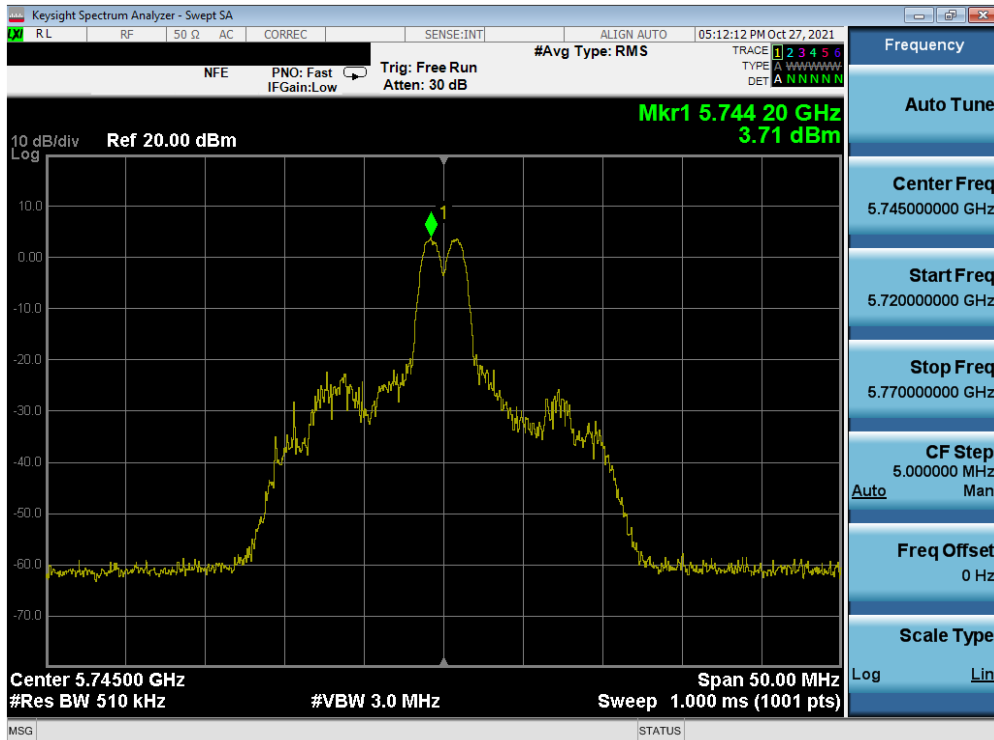 Keysight Spectrum Analyzer - Swept SA
LXI RL RF 50 Ω AC CORREC SENSE:INT ALIGN AUTO 05:12:12 PM Oct 27, 2021
NFE PNO: Fast IFGain:Low Trig: Free Run Atten: 30 dB #Avg Type: RMS
TRACE 1 2 3 4 5 6
TYPE A WWWWW
DET A N N N N N
Mkr1 5.744 20 GHz
3.71 dBm
10 dB/div Ref 20.00 dBm
Log
10.0
1
0.00
-10.0
-20.0
-30.0
-40.0
-50.0
-60.0
-70.0
Center 5.74500 GHz Span 50.00 MHz
#Res BW 510 kHz #VBW 3.0 MHz Sweep 1.000 ms (1001 pts)
MSG STATUS
Frequency
Auto Tune
Center Freq
5.745000000 GHz
Start Freq
5.720000000 GHz
Stop Freq
5.770000000 GHz
CF Step
5.000000 MHz
Auto Man
Freq Offset
0 Hz
Scale Type
Log Lin